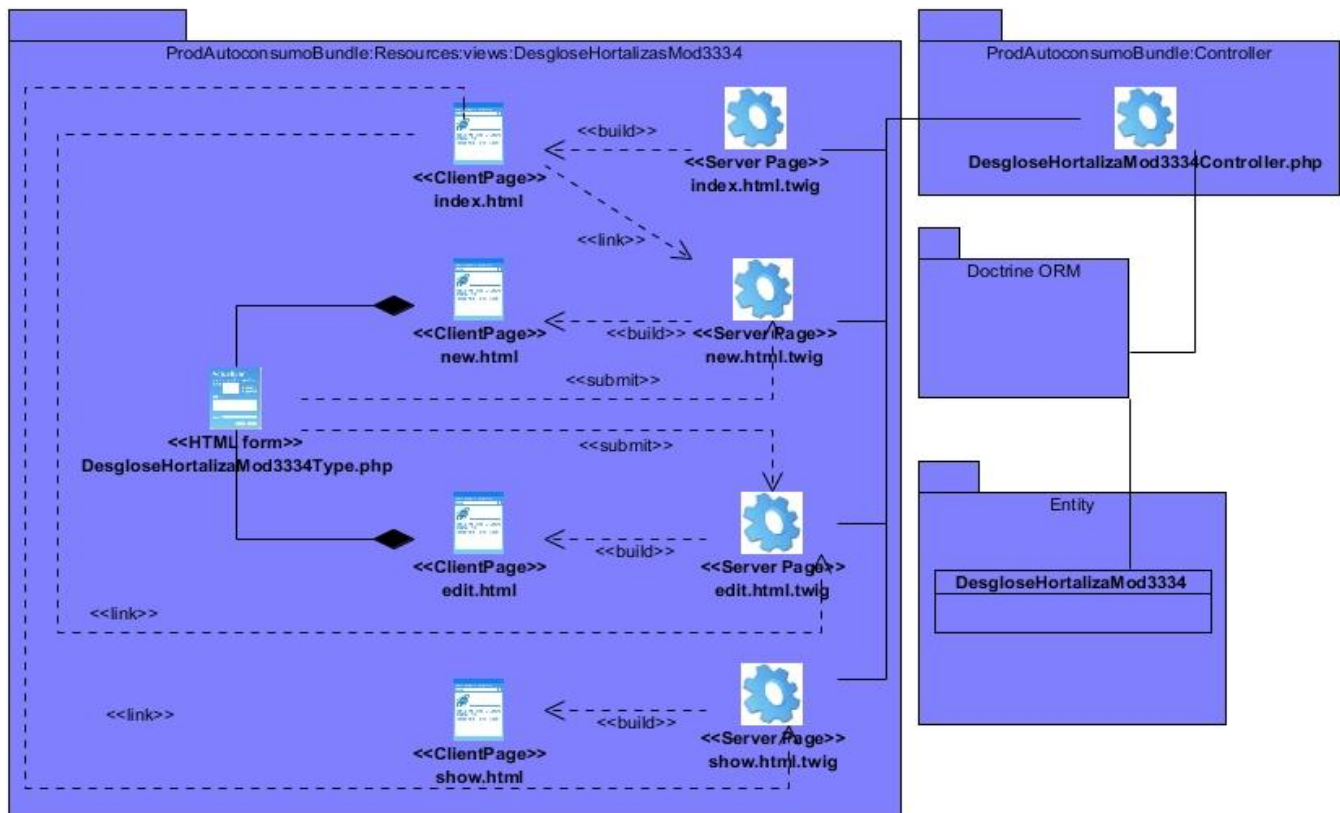 ProdAutoconsumoBundle:Resources:views:DesgloseHortalizasMod3334
<<build>>
<<ClientPage>>
index.html
<<Server Page>>
index.html.twig
<<link>>
<<ClientPage>>
new.html
<<build>>
<<Server Page>>
new.html.twig
<<submit>>
<<HTML form>>
DesgloseHortalizaMod3334Type.php
<<submit>>
<<ClientPage>>
edit.html
<<build>>
<<Server Page>>
edit.html.twig
<<link>>
<<link>>
<<ClientPage>>
show.html
<<build>>
<<Server Page>>
show.html.twig
ProdAutoconsumoBundle:Controller
DesgloseHortalizaMod3334Controller.php
Doctrine ORM
Entity
DesgloseHortalizaMod3334